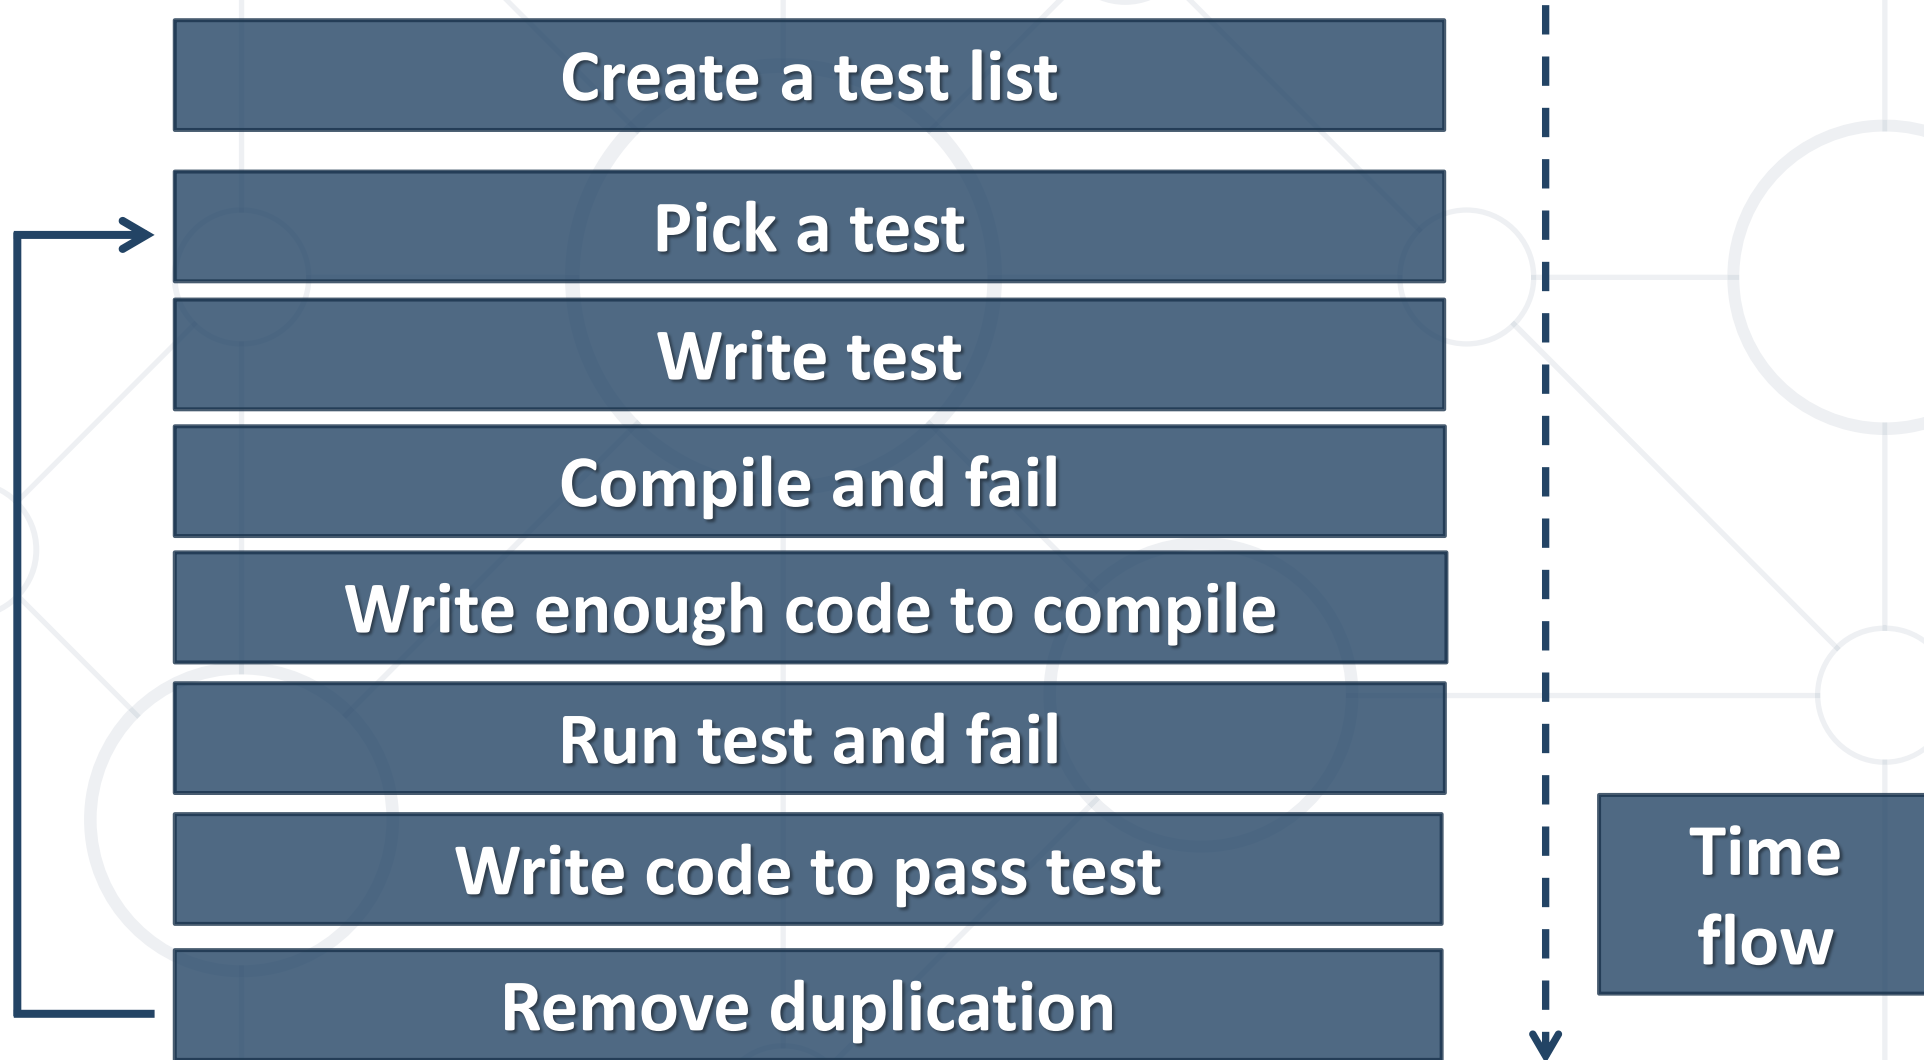 Create a test list
Pick a test
Write test
Compile and fail
Write enough code to compile
Run test and fail
Write code to pass test
Remove duplication
Time
flow